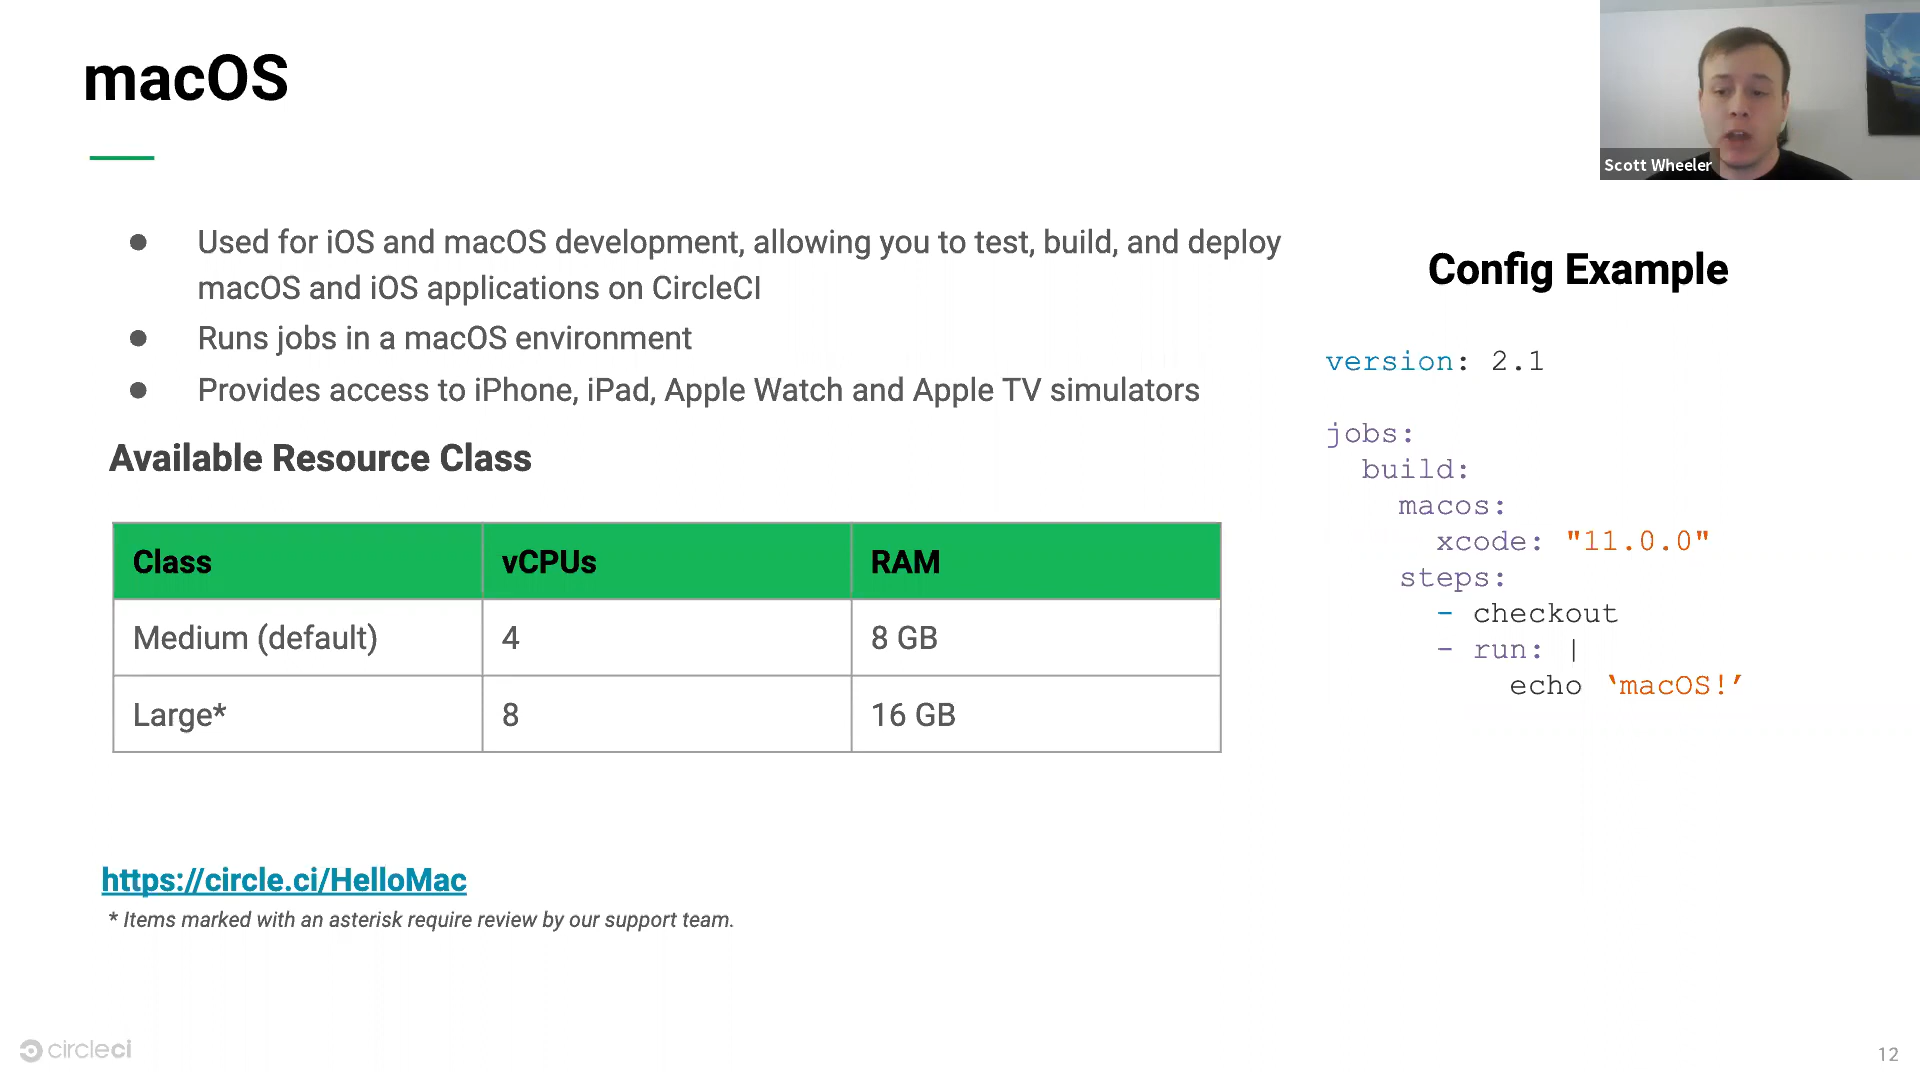 macOS
Scott Wheeler
● Used for iOS and macOS development, allowing you to test, build, and deploy
macOS and iOS applications on CircleCI
● Runs jobs in a macOS environment
● Provides access to iPhone, iPad, Apple Watch and Apple TV simulators
Available Resource Class
Class vCPUs RAM
Medium (default) 4 8 GB
Large* 8 16 GB
https://circle.ci/HelloMac
* Items marked with an asterisk require review by our support team.
Config Example
version: 2.1
jobs:
build:
macos:
xcode: "11.0.0"
steps:
- checkout
- run: |
echo ‘macOS!’
circleci
12